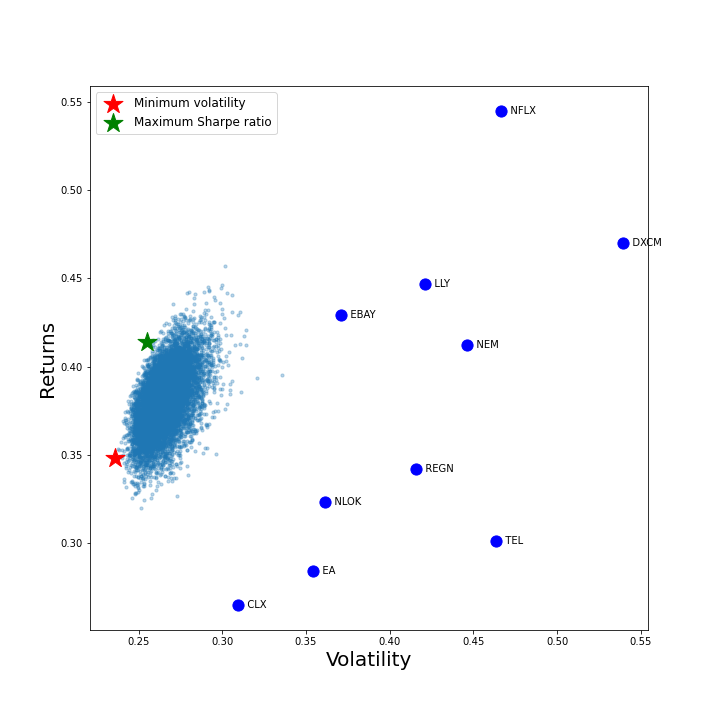 Minimum volatility
Maximum Sharpe ratio
0.55
0.50
0.45
0.40
0.35
0.30
Returns
NFLX
DXCM
LLY
EBAY
NEM
REGN
NLOK
TEL
EA
CLX
0.25
0.30
0.35
0.40
0.45
0.50
0.55
Volatility